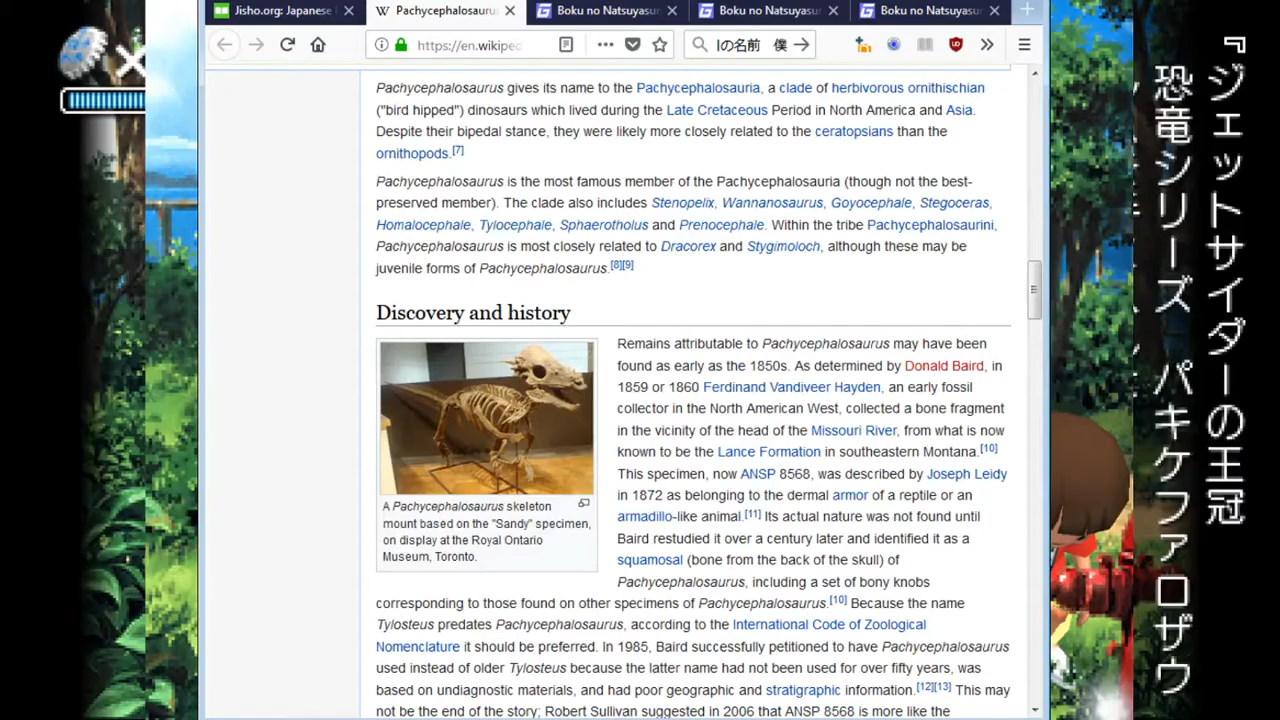 Jisho.org: Japanese
Pachycephalosaurus
Boku no Natsuyasu
Boku no Natsuyasu
Boku no Natsuyasu
https://en.wikipe
の名前 僕
Pachycephalosaurus gives its name to the Pachycephalosauria, a clade of herbivorous ornithischian
("bird hipped") dinosaurs which lived during the Late Cretaceous Period in North America and Asia.
Despite their bipedal stance, they were likely more closely related to the ceratopsians than the
ornithopods.[7]
Pachycephalosaurus is the most famous member of the Pachycephalosauria (though not the best-
preserved member). The clade also includes Stenopelix, Wannanosaurus, Goyocephale, Stegoceras,
Homalocephale, Tylocephale, Sphaerotholus and Prenocephale. Within the tribe Pachycephalosaurini,
Pachycephalosaurus is most closely related to Dracorex and Stygimoloch, although these may be
juvenile forms of Pachycephalosaurus.[8][9]
Discovery and history
A Pachycephalosaurus skeleton
mount based on the "Sandy" specimen,
on display at the Royal Ontario
Museum, Toronto.
Remains attributable to Pachycephalosaurus may have been
found as early as the 1850s. As determined by Donald Baird, in
1859 or 1860 Ferdinand Vandiveer Hayden, an early fossil
collector in the North American West, collected a bone fragment
in the vicinity of the head of the Missouri River, from what is now
known to be the Lance Formation in southeastern Montana.[10]
This specimen, now ANSP 8568, was described by Joseph Leidy
in 1872 as belonging to the dermal armor of a reptile or an
armadillo-like animal.[11] Its actual nature was not found until
Baird restudied it over a century later and identified it as a
squamosal (bone from the back of the skull) of
Pachycephalosaurus, including a set of bony knobs
corresponding to those found on other specimens of Pachycephalosaurus.[10] Because the name
Tylosteus predates Pachycephalosaurus, according to the International Code of Zoological
Nomenclature it should be preferred. In 1985, Baird successfully petitioned to have Pachycephalosaurus
used instead of older Tylosteus because the latter name had not been used for over fifty years, was
based on undiagnostic materials, and had poor geographic and stratigraphic information.[12][13] This may
not be the end of the story; Robert Sullivan suggested in 2006 that ANSP 8568 is more like the
『ジェットサイダーの王冠
恐竜シリーズ パキケファロザウ